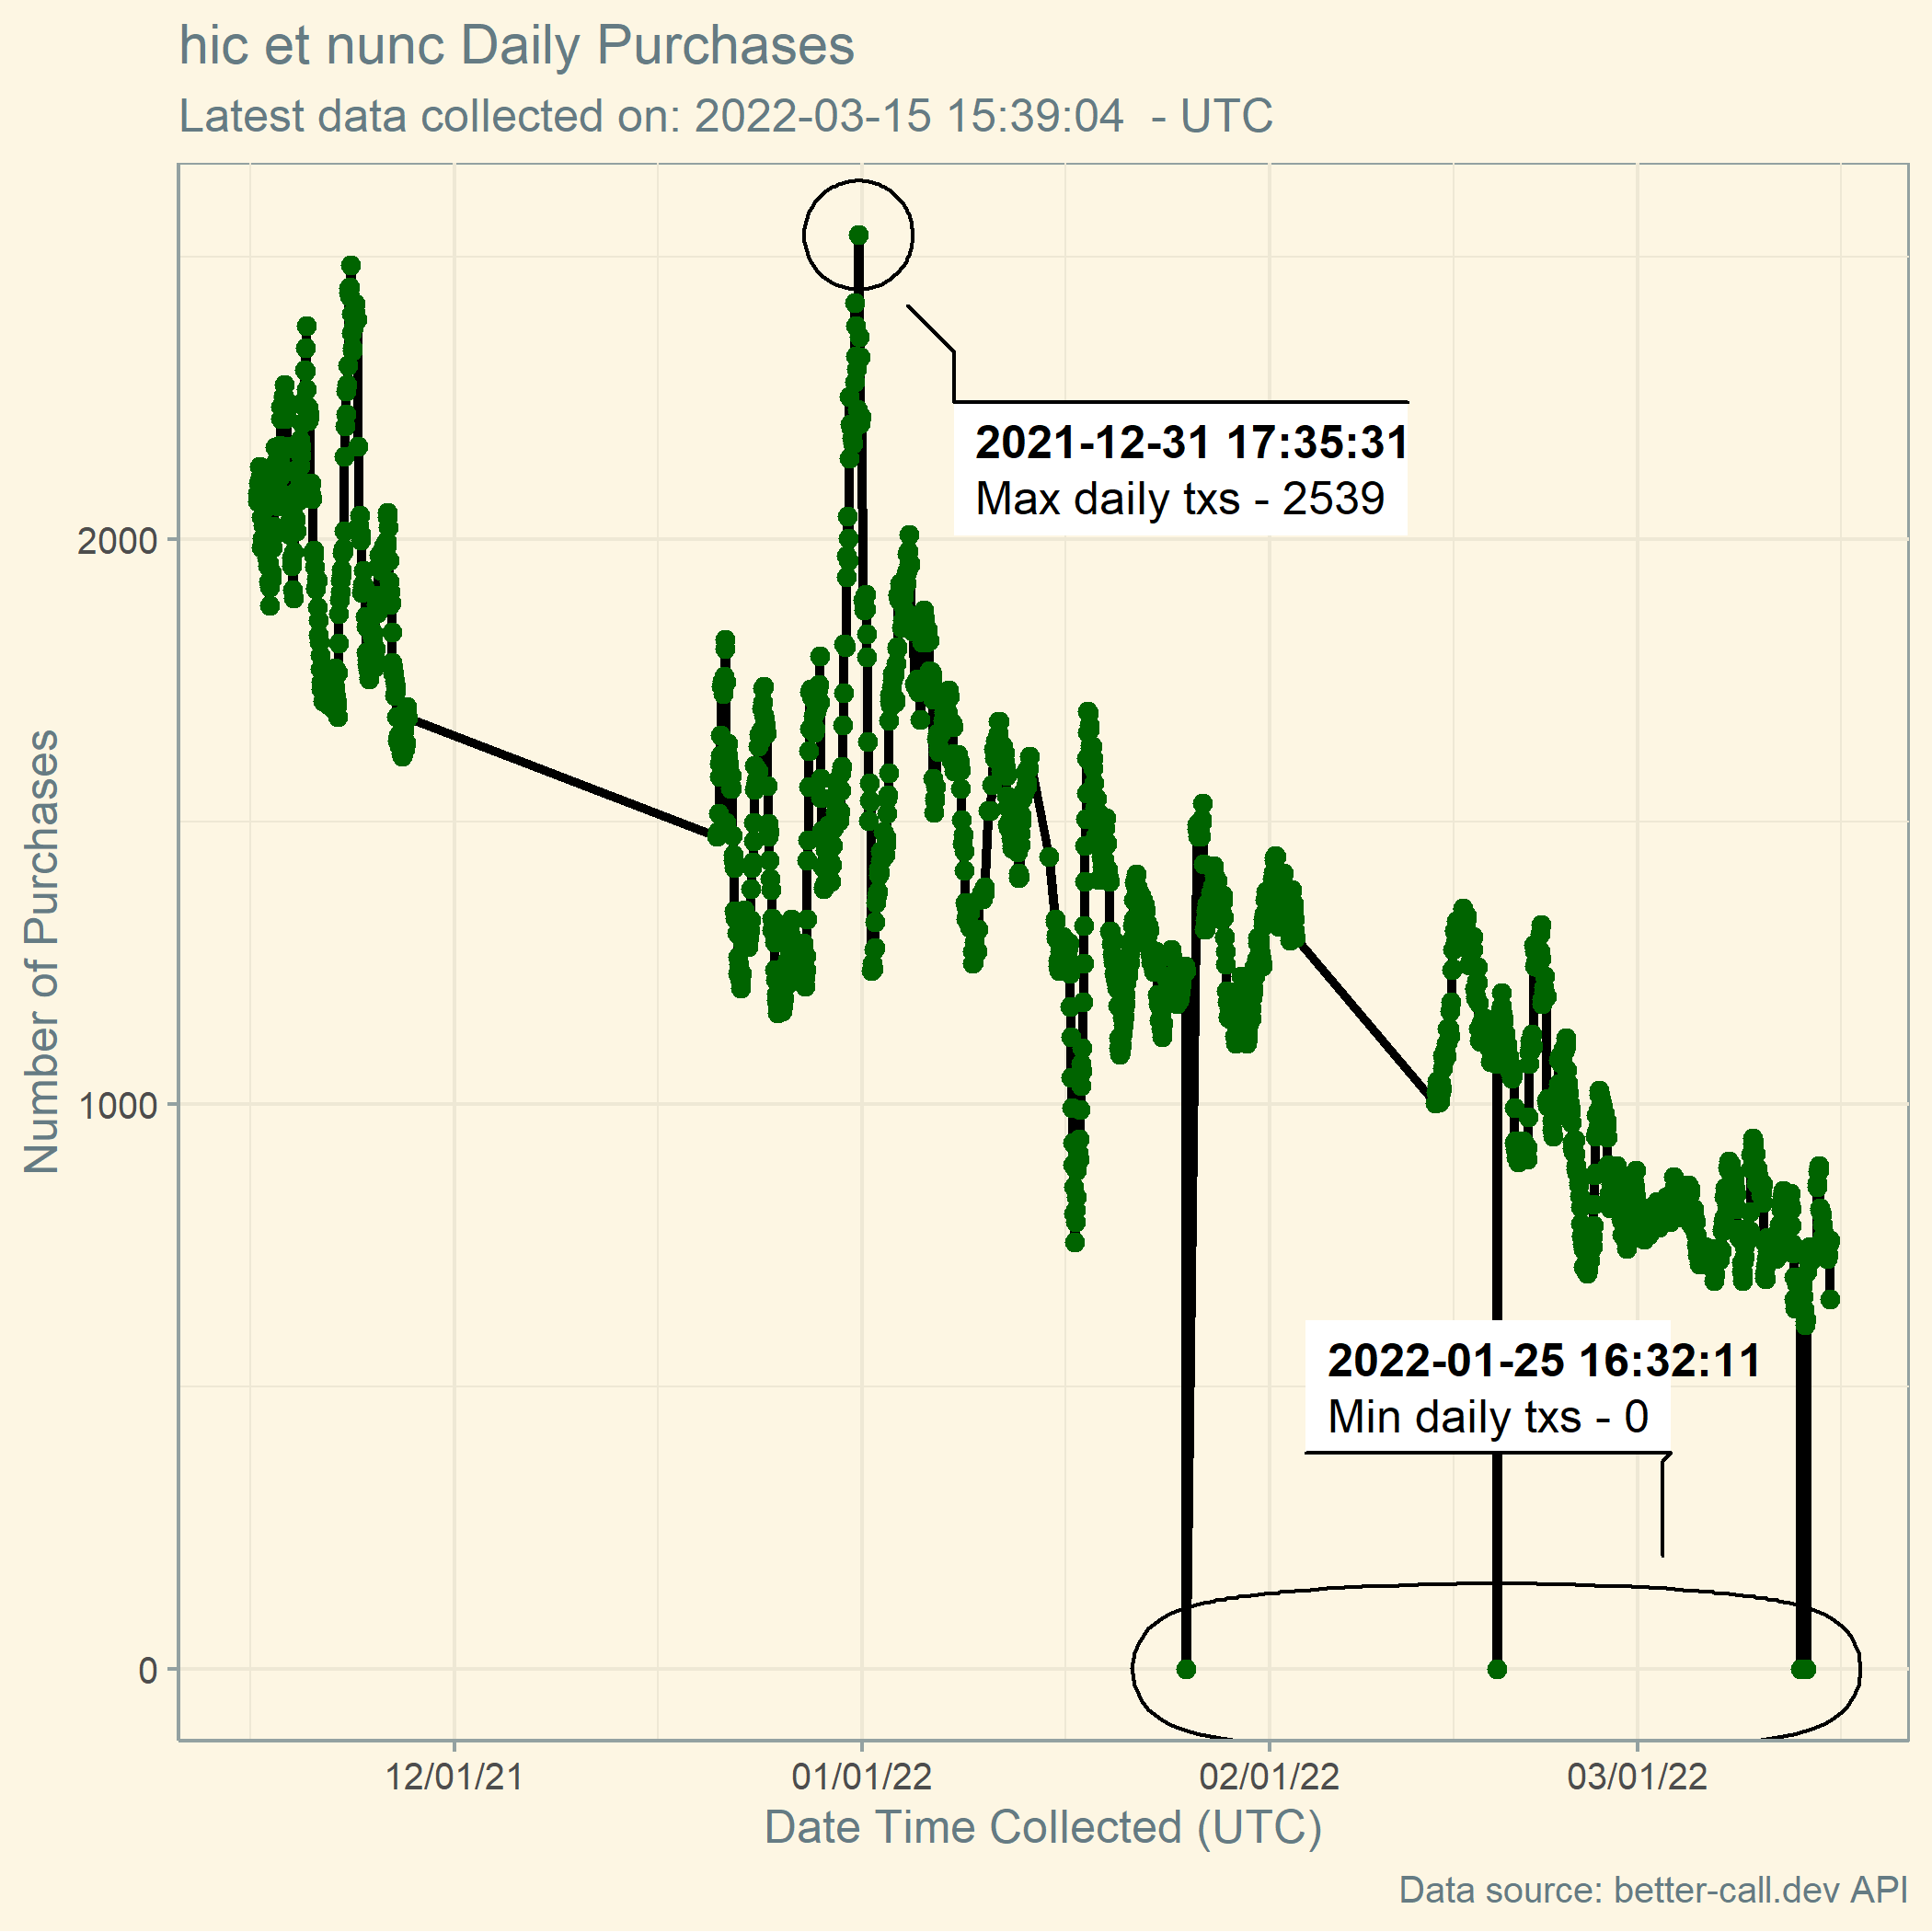 hic et nunc Daily Purchases
Latest data collected on: 2022-03-15 15:39:04 - UTC
2021-12-31 17:35:31
Max daily txs - 2539
2000
Number of Purchases
1000
2022-01-25 16:32:11
Min daily txs - 0
0
12/01/21
01/01/22
02/01/22
03/01/22
Date Time Collected (UTC)
Data source: better-call.dev API